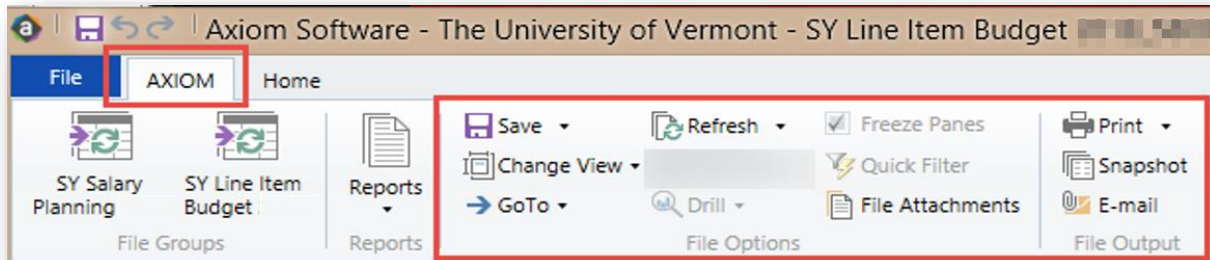 Axiom Software - The University of Vermont - SY Line Item Budget
File AXIOM Home
SY Salary Planning
SY Line Item Budget
File Groups
Reports
Reports
Save
Change View
GoTo
Refresh
Drill
Freeze Panes
Quick Filter
File Attachments
File Options
Print
Snapshot
E-mail
File Output